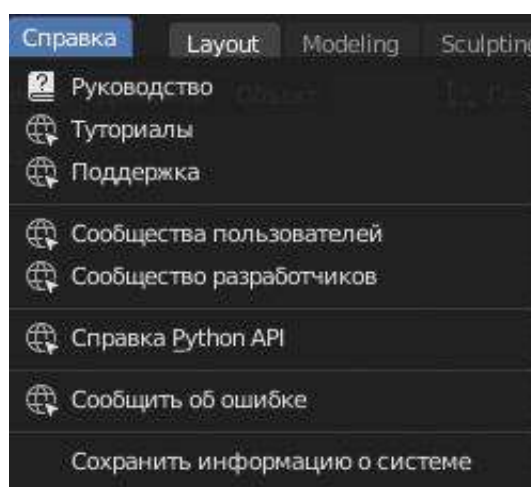 Справка Layout Modeling Sculpting
Руководство
Туториалы
Поддержка
Сообщества пользователей
Сообщество разработчиков
Справка Python API
Сообщить об ошибке
Сохранить информацию о системе